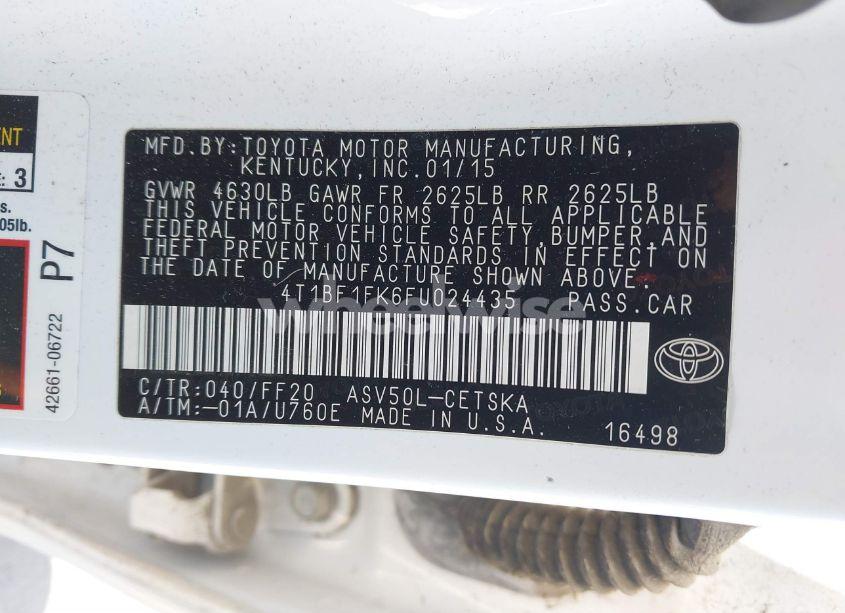 ENT
E: 3
s.
05lb.
P7
42661-06722
MFD.BY:TOYOTA MOTOR MANUFACTURING,
KENTUCKY,INC.01/15
GVWR 4630LB GAWR FR 2625LB RR 2625LB
THIS VEHICLE CONFORMS TO ALL APPLICABLE
FEDERAL MOTOR VEHICLE SAFETY,BUMPER,AND
THEFT PREVENTION STANDARDS IN EFFECT ON
THE DATE OF MANUFACTURE SHOWN ABOVE.
4T1BF1FK6FU024435 PASS.CAR
wheelwise
C/TR:040/FF20 ASV50L-CETSKA
A/TM:-01A/U760E MADE IN U.S.A. 16498